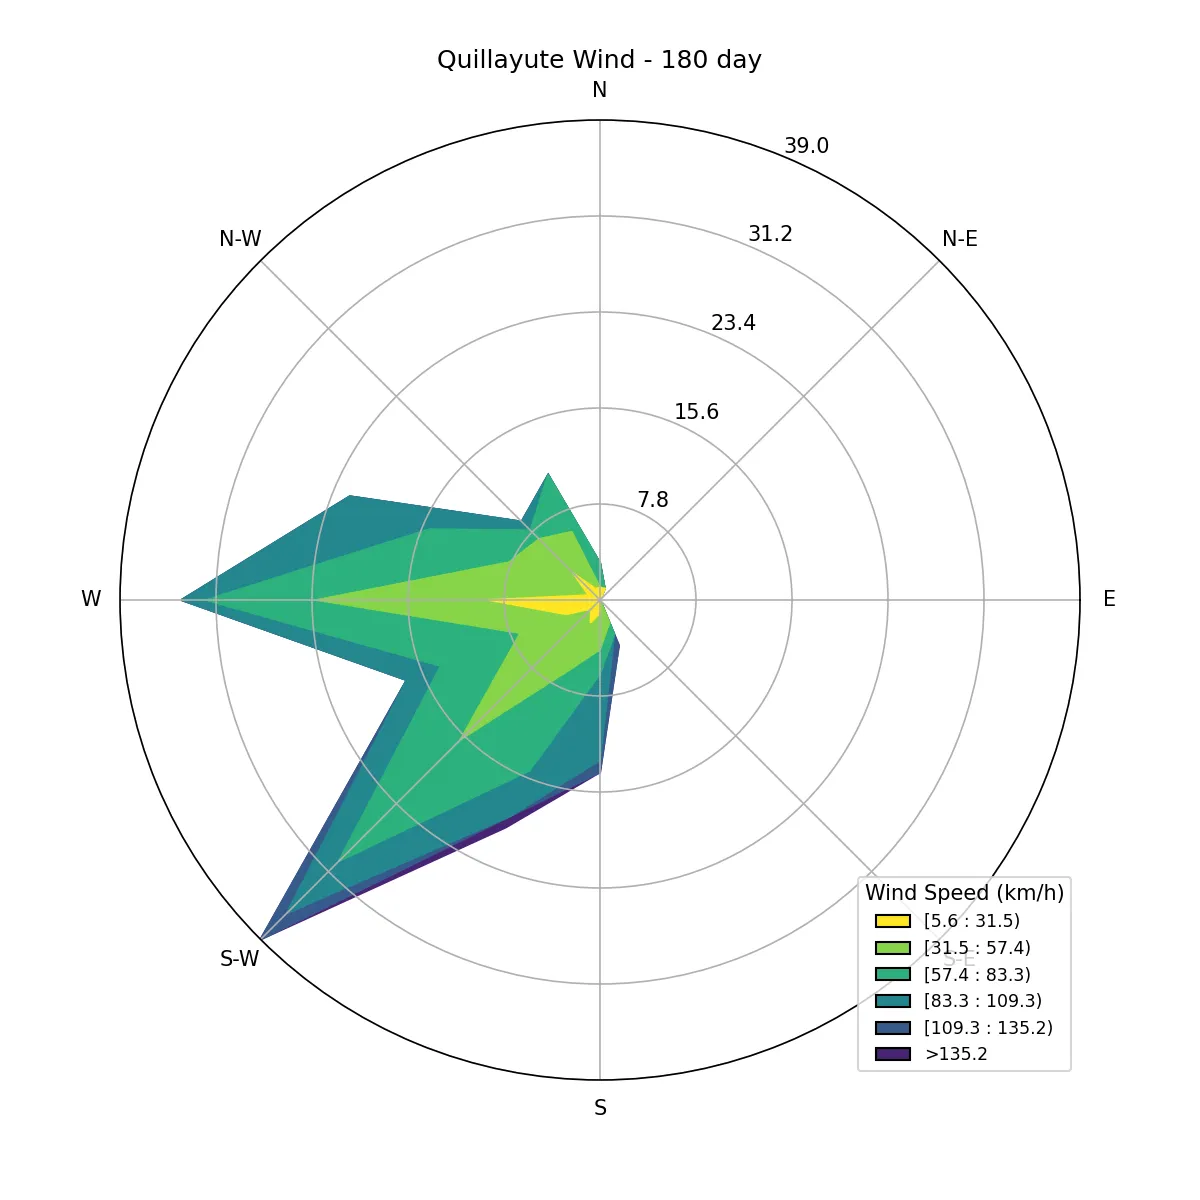 Quillayute Wind - 180 day
N
39.0
N-W
31.2
N-E
23.4
15.6
7.8
W
E
Wind Speed (km/h)
[5.6 : 31.5)
[31.5 : 57.4)
S-W
S-E
[57.4 : 83.3)
[83.3 : 109.3)
[109.3 : 135.2)
>135.2
S